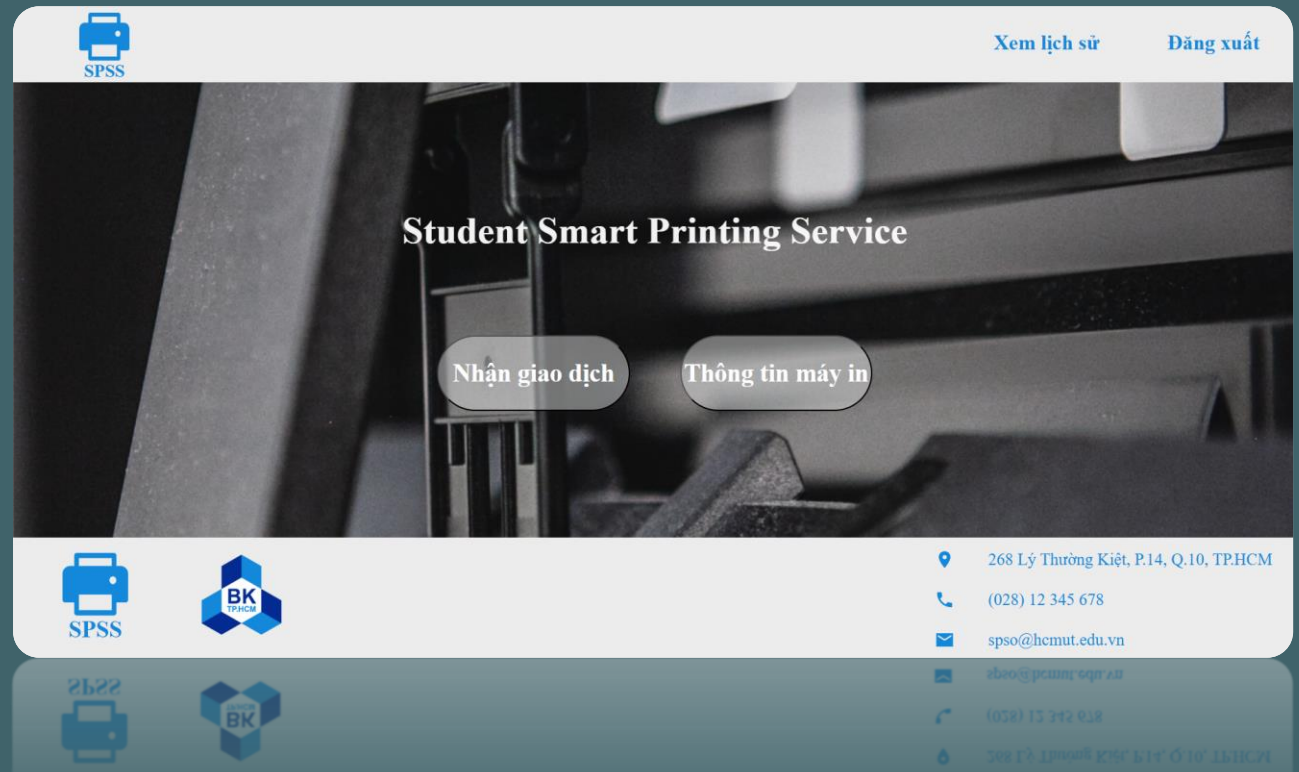 SPSS
Xem lịch sử
Đăng xuất
Student Smart Printing Service
Nhận giao dịch
Thông tin máy in
SPSS
BK
TP.HCM
268 Lý Thường Kiệt, P.14, Q.10, TP.HCM
(028) 12 345 678
spso@hcmut.edu.vn